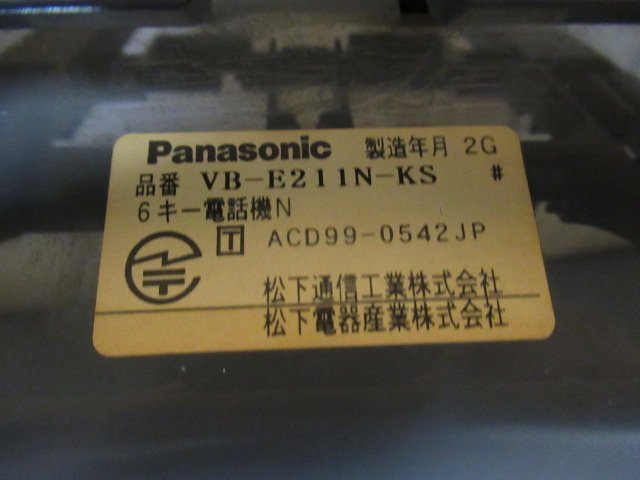 Panasonic 製造年月 2G
品番 VB-E211N-KS #
6キー電話機N
T ACD99-0542JP
松下通信工業株式会社
松下電器産業株式会社